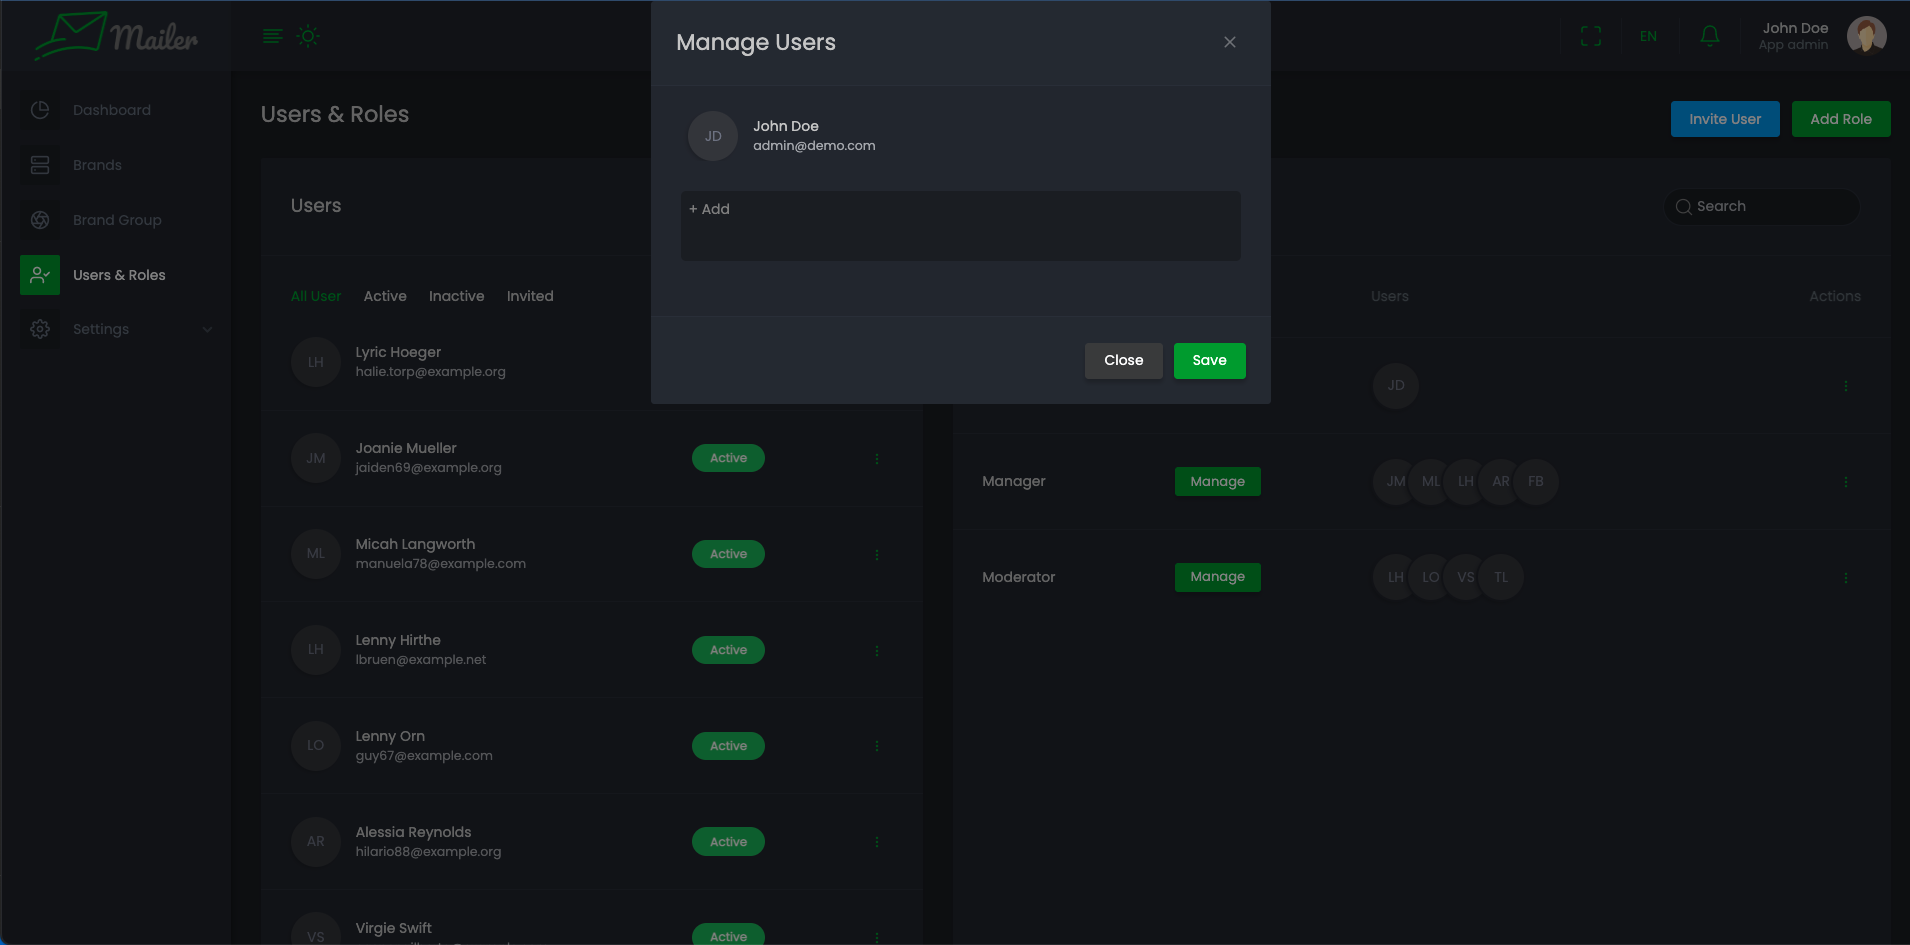 Mailer
EN
John Doe
App admin
Dashboard
Brands
Brand Group
Users & Roles
Settings
Users & Roles
Invite User
Add Role
Users
All User
Active
Inactive
Invited
LH
Lyric Hoeger
halie.torp@example.org
JM
Joanie Mueller
jaiden69@example.org
Active
ML
Micah Langworth
manuela78@example.com
Active
LH
Lenny Hirthe
lbruen@example.net
Active
LO
Lenny Orn
guy67@example.com
Active
AR
Alessia Reynolds
hilario88@example.org
Active
VS
Virgie Swift
Active
Search
Users
Actions
JD
Manager
Manage
JM ML LH AR FB
Moderator
Manage
LH LO VS TL
Manage Users
JD
John Doe
admin@demo.com
+ Add
Close
Save